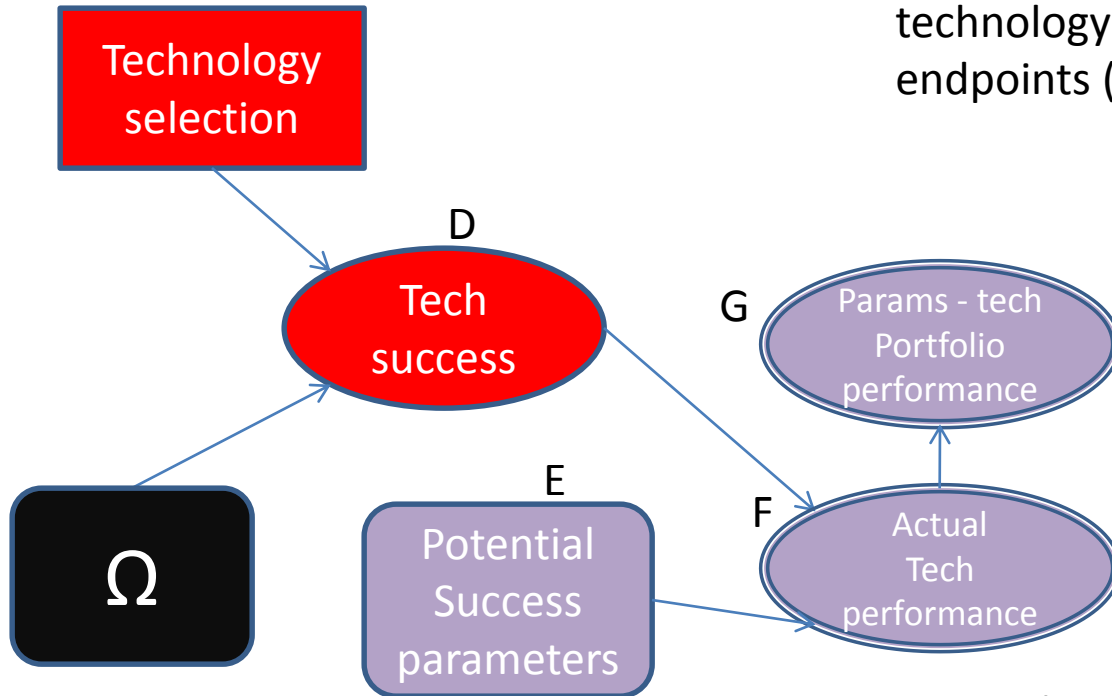 technology
endpoints (
Technology
selection
D
Tech
success
G
Params - tech
Portfolio
performance
E
F
Potential
Success
parameters
Actual
Tech
performance
Ω